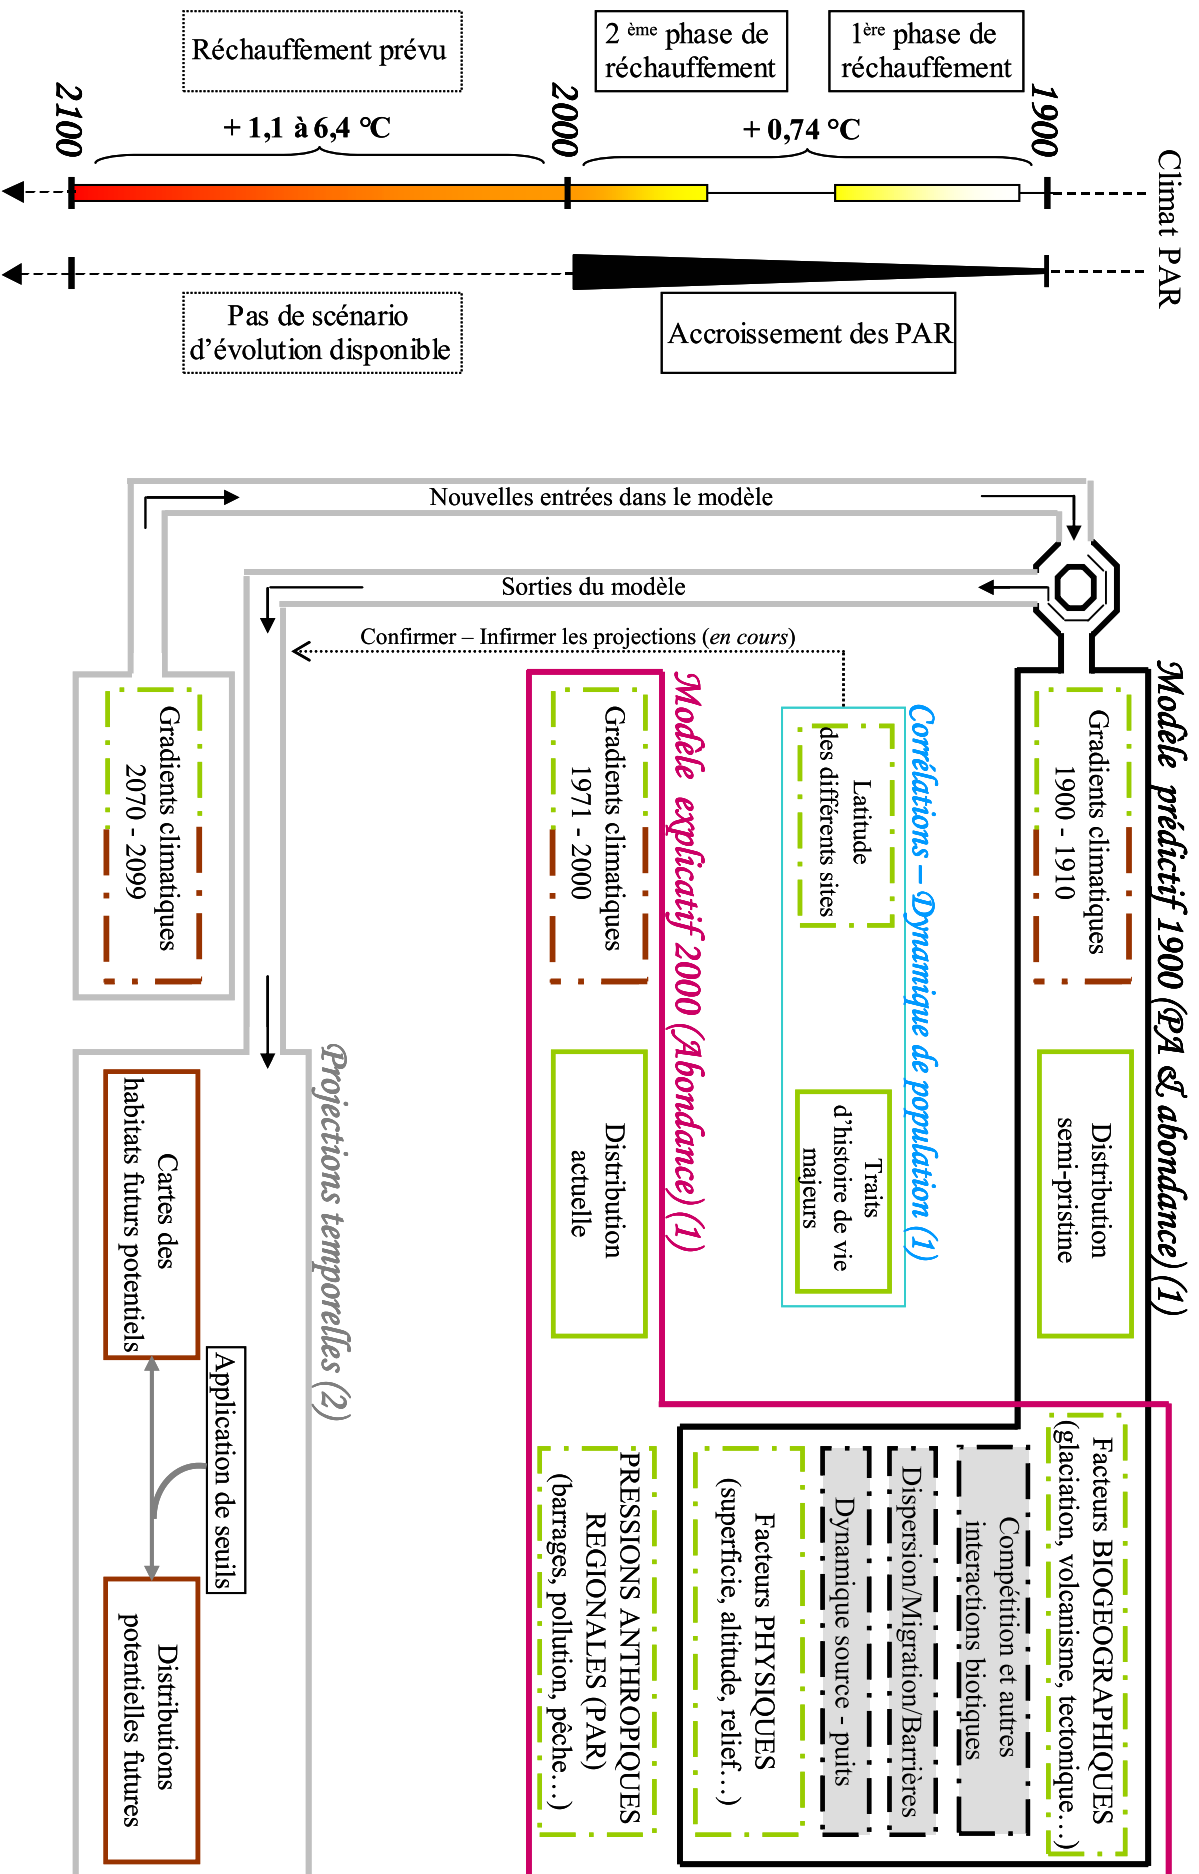 Réchauffement prévu
2 ème phase de
réchauffement
1ère phase de
réchauffement
2100
+ 1,1 à 6,4 °C
2000
+ 0,74 °C
1900
Climat
PAR
Pas de scénario
d'évolution disponible
Accroissement des PAR
Nouvelles entrées dans le modèle
Sorties du modèle
Confirmer – Infirmer les projections (en cours)
Modèle prédictif 1900 (PA & abondance) (1)
Gradients climatiques
1900 - 1910
Distribution
semi-pristine
Facteurs BIOGEOGRAPHIQUES
(glaciation, volcanisme, tectonique…)
Compétition et autres
interactions biotiques
Dispersion/Migration/Barrières
Dynamique source - puits
Facteurs PHYSIQUES
(superficie, altitude, relief…)
Corrélations – Dynamique de population (1)
Latitude
des différents sites
Traits
d'histoire de vie
majeurs
Modèle explicatif 2000 (Abondance) (1)
Gradients climatiques
1971 - 2000
Distribution
actuelle
PRESSIONS ANTHROPIQUES
REGIONALES (PAR)
(barrages, pollution, pêche…)
Projections temporelles (2)
Gradients climatiques
2070 - 2099
Cartes des
habitats futurs potentiels
Application de seuils
Distributions
potentielles futures